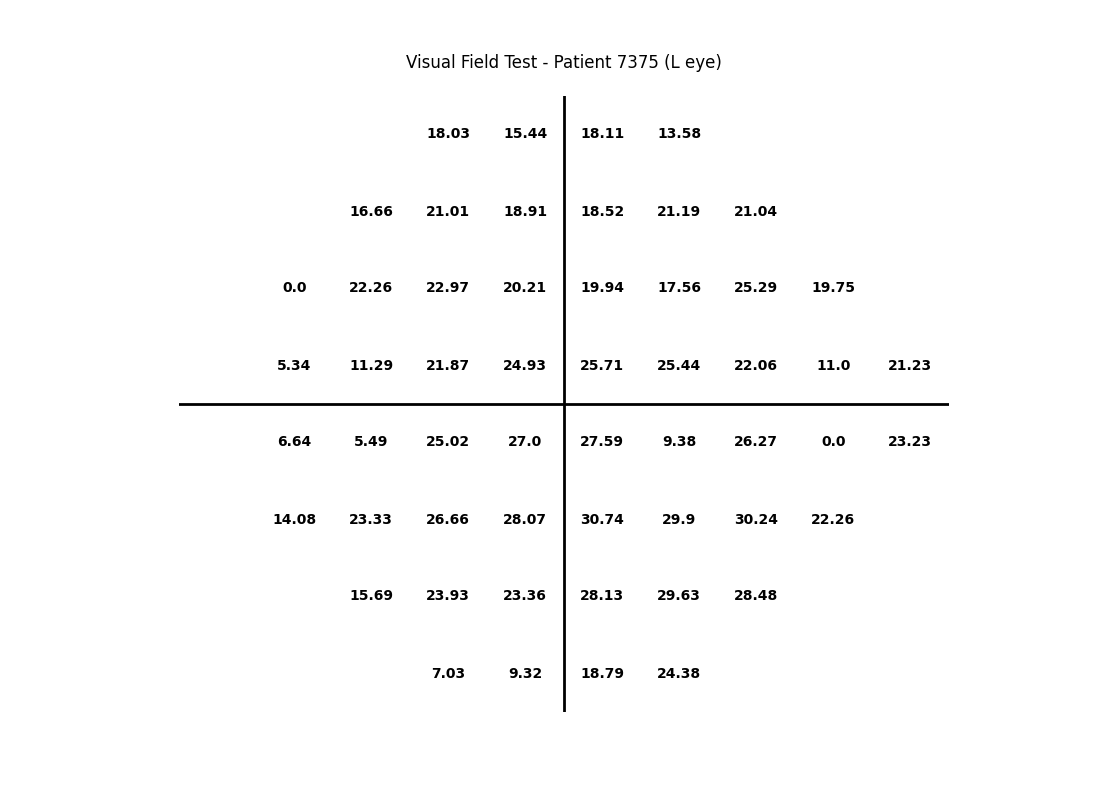 Visual Field Test - Patient 7375 (L eye)
18.03 15.44 18.11 13.58
16.66 21.01 18.91 18.52 21.19 21.04
0.0 22.26 22.97 20.21 19.94 17.56 25.29 19.75
5.34 11.29 21.87 24.93 25.71 25.44 22.06 11.0 21.23
6.64 5.49 25.02 27.0 27.59 9.38 26.27 0.0 23.23
14.08 23.33 26.66 28.07 30.74 29.9 30.24 22.26
15.69 23.93 23.36 28.13 29.63 28.48
7.03 9.32 18.79 24.38